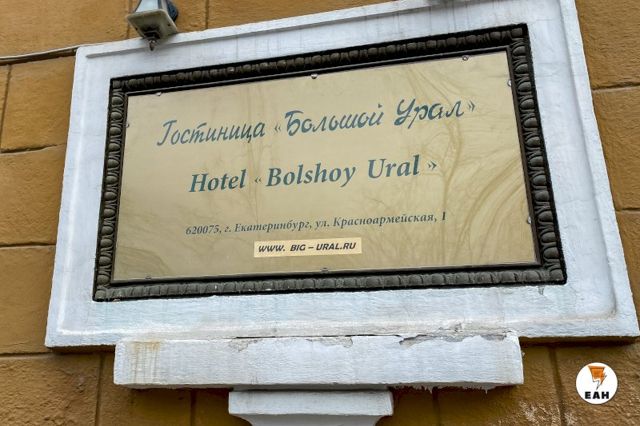 Гостиница «Большой Урал»
Hotel «Bolshoy Ural»
620075, г. Екатеринбург, ул. Красноармейская, 1
WWW. BIG – URAL.RU
ЕАН